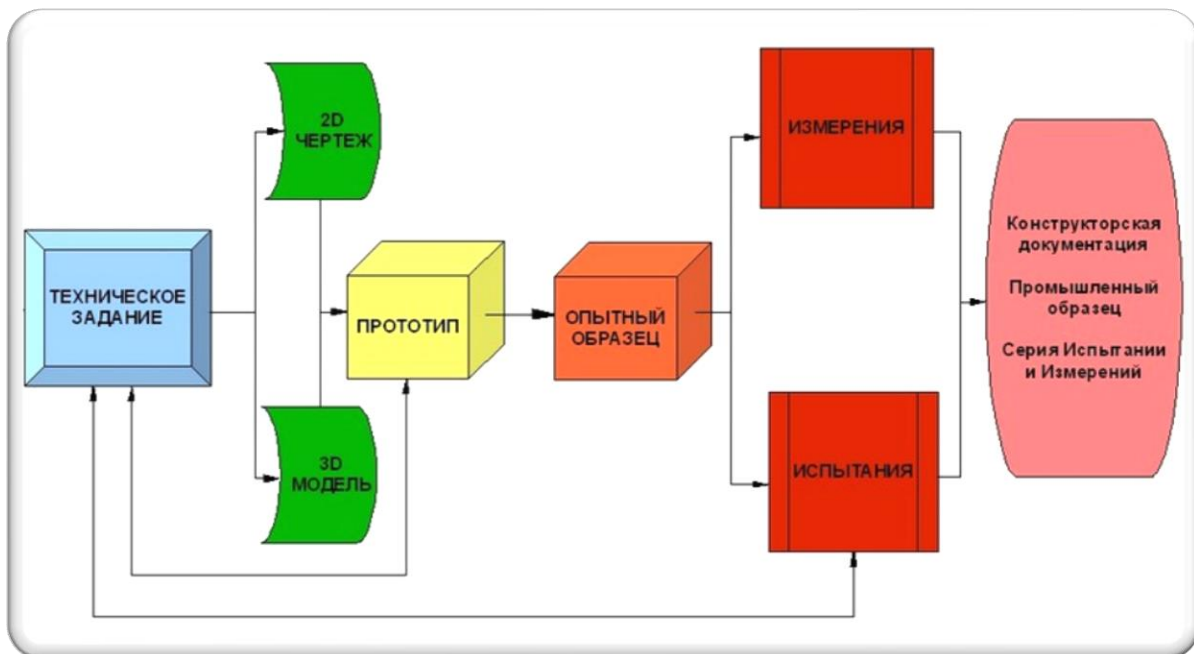 2D
ЧЕРТЕЖ
ИЗМЕРЕНИЯ
ТЕХНИЧЕСКОЕ
ЗАДАНИЕ
ПРОТОТИП
ОПЫТНЫЙ
ОБРАЗЕЦ
3D
МОДЕЛЬ
ИСПЫТАНИЯ
Конструкторская
документация
Промышленный
образец
Серия Испытании
и Измерений